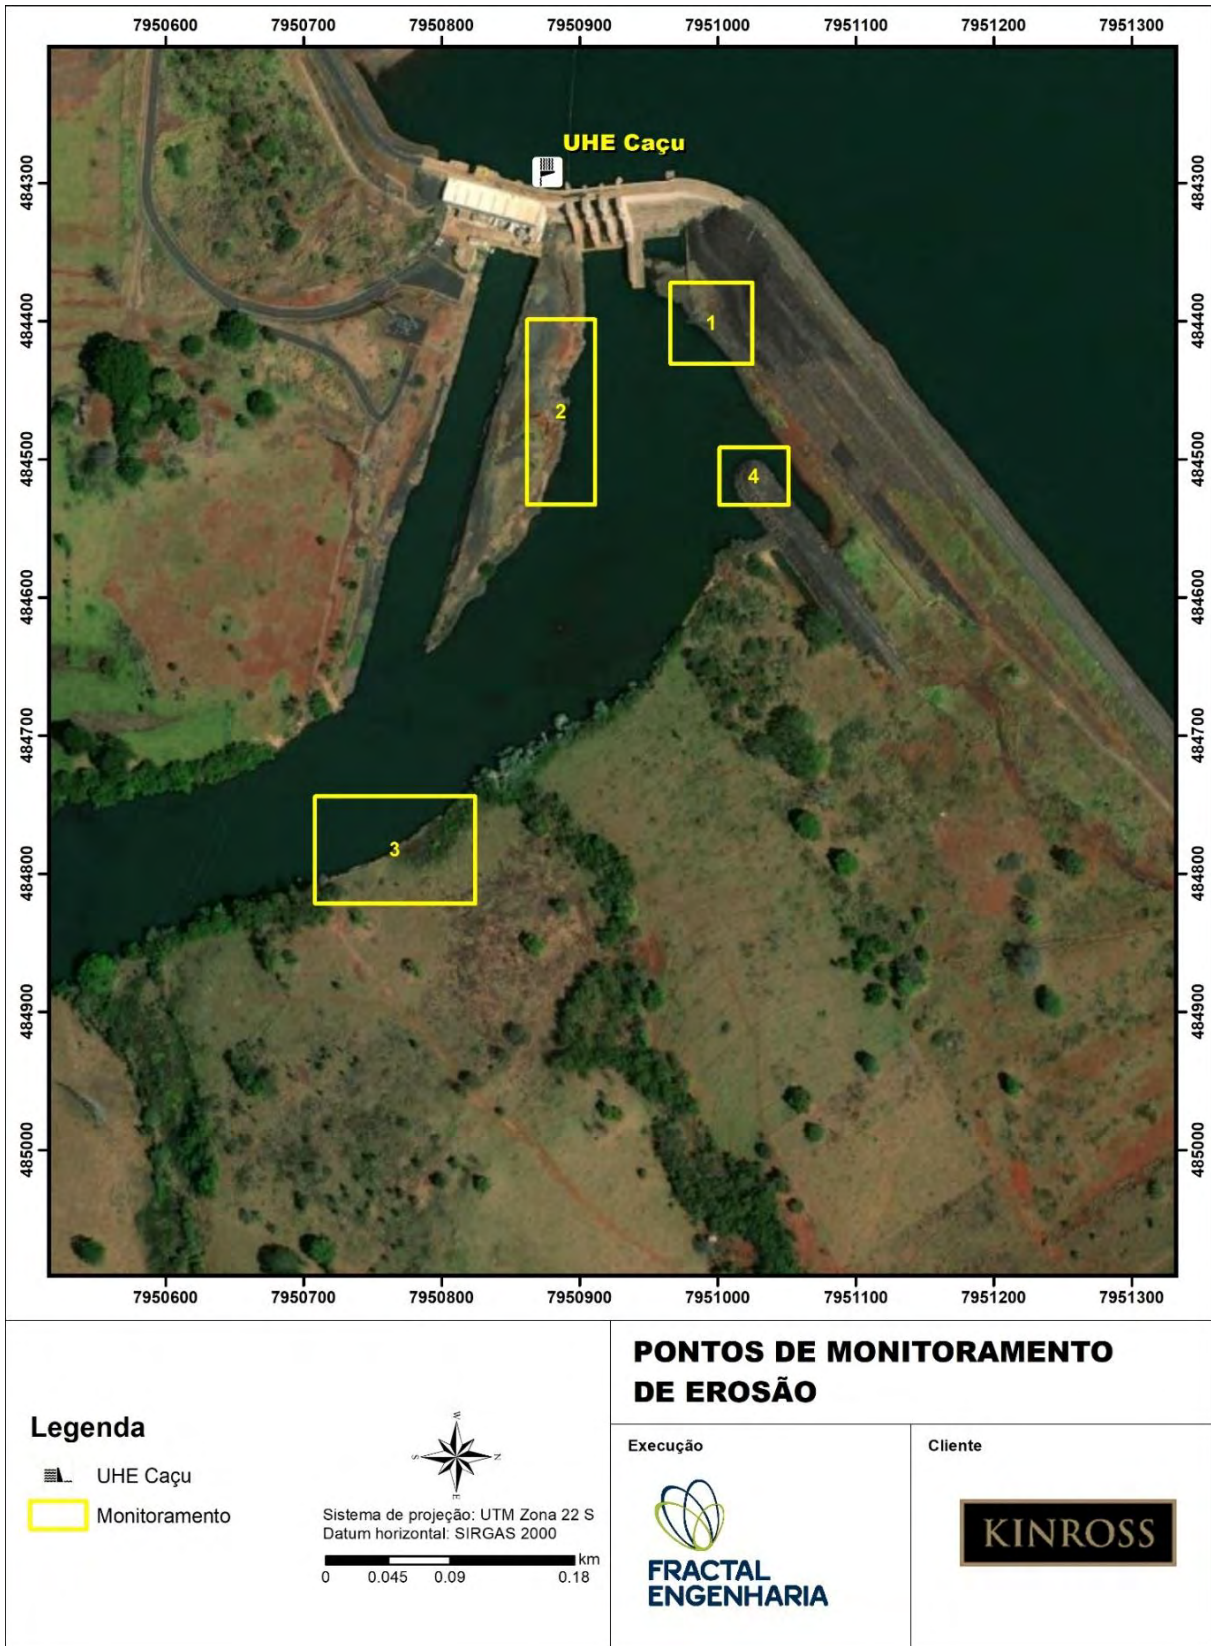 7950600 7950700 7950800 7950900 7951000 7951100 7951200 7951300
UHE Caçu
484300 484300
484400 484400
1
2
484500 484500
4
484600 484600
484700 484700
3
484800 484800
484900 484900
485000 485000
7950600 7950700 7950800 7950900 7951000 7951100 7951200 7951300
Legenda
UHE Caçu
Monitoramento
W
S N
E
Sistema de projeção: UTM Zona 22 S
Datum horizontal: SIRGAS 2000
km
0 0.045 0.09 0.18
PONTOS DE MONITORAMENTO
DE EROSÃO
Execução
FRACTAL
ENGENHARIA
Cliente
KINROSS